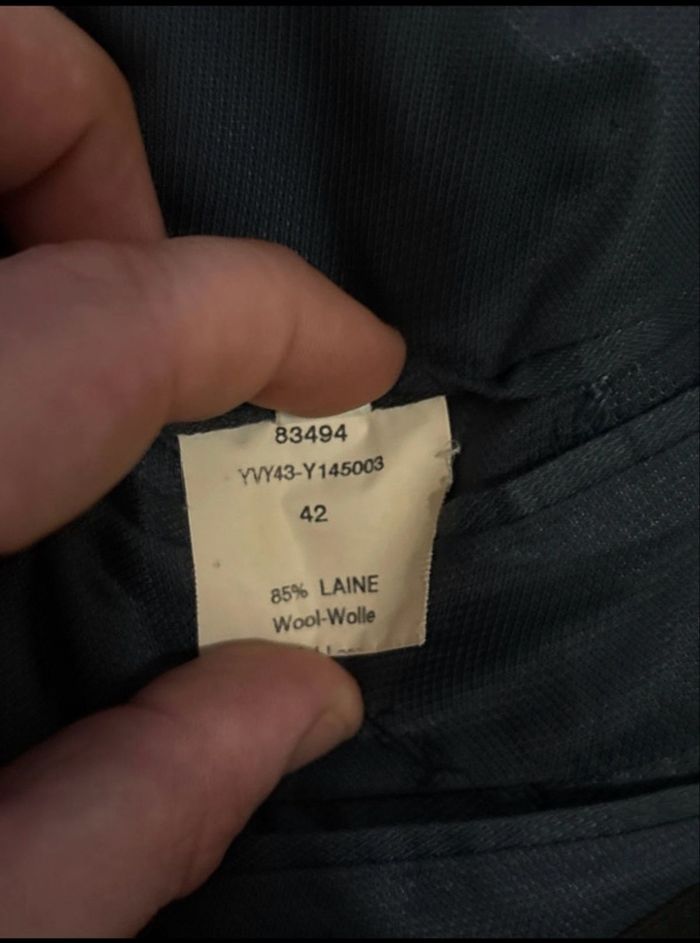 83494
YVY43-Y145003
42
85% LAINE
Wool-Wolle